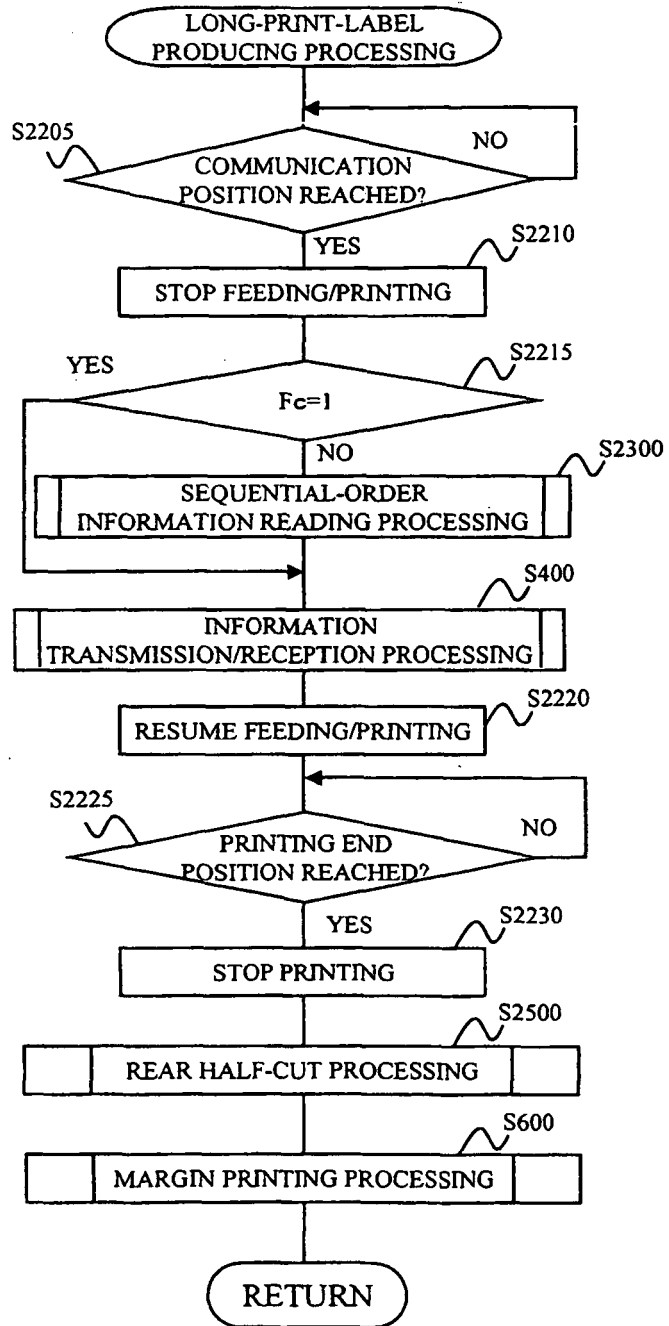 LONG-PRINT-LABEL
PRODUCING PROCESSING
S2205
NO
COMMUNICATION
POSITION REACHED?
YES
S2210
STOP FEEDING/PRINTING
YES
S2215
Fc=1
NO
S2300
SEQUENTIAL-ORDER
INFORMATION READING PROCESSING
S400
INFORMATION
TRANSMISSION/RECEPTION PROCESSING
S2220
RESUME FEEDING/PRINTING
S2225
NO
PRINTING END
POSITION REACHED?
YES
S2230
STOP PRINTING
S2500
REAR HALF-CUT PROCESSING
S600
MARGIN PRINTING PROCESSING
RETURN